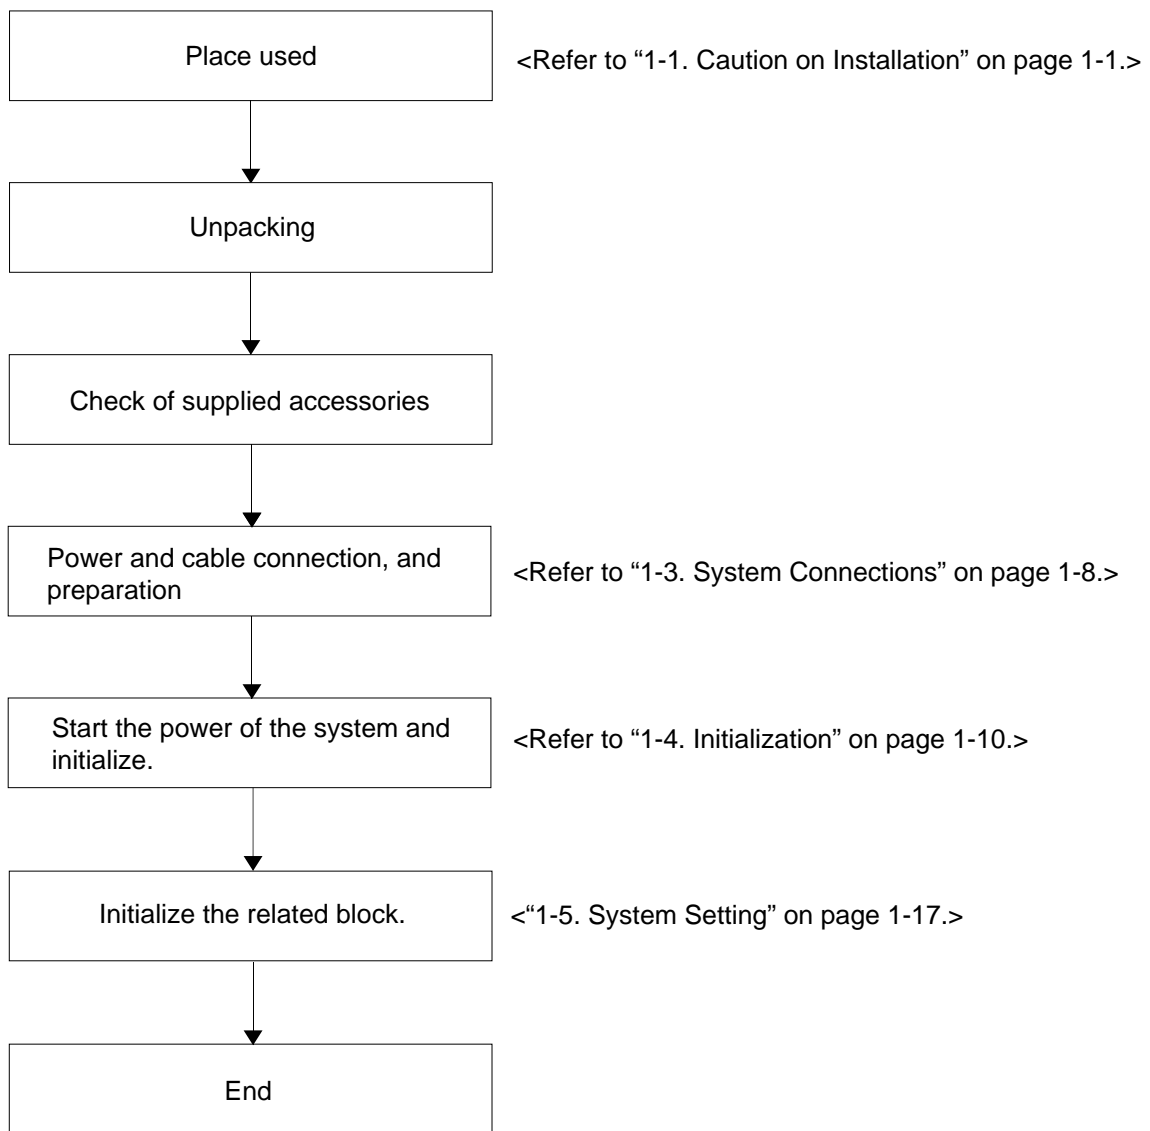 Place used
<Refer to “1-1. Caution on Installation” on page 1-1.>
Unpacking
Check of supplied accessories
Power and cable connection, and
preparation
<Refer to “1-3. System Connections” on page 1-8.>
Start the power of the system and
initialize.
<Refer to “1-4. Initialization” on page 1-10.>
Initialize the related block.
<“1-5. System Setting” on page 1-17.>
End